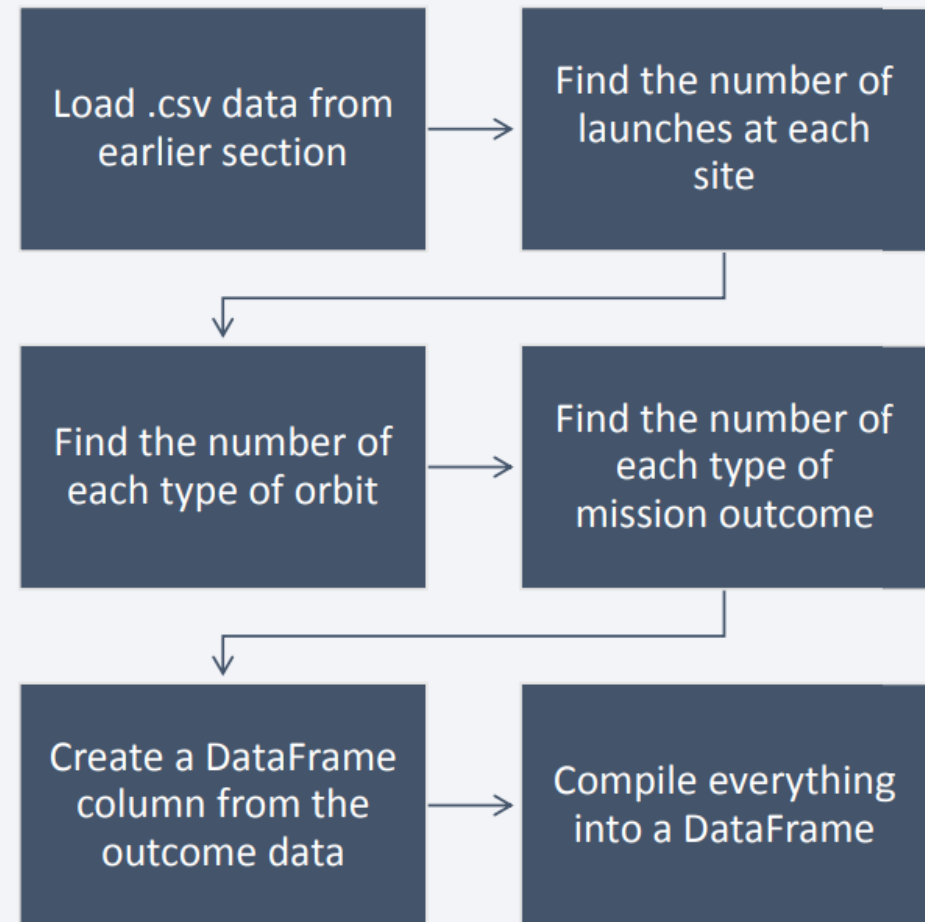 Load .csv data from
earlier section
Find the number of
launches at each
site
Find the number of
each type of orbit
Find the number of
each type of
mission outcome
Create a DataFrame
column from the
outcome data
Compile everything
into a DataFrame